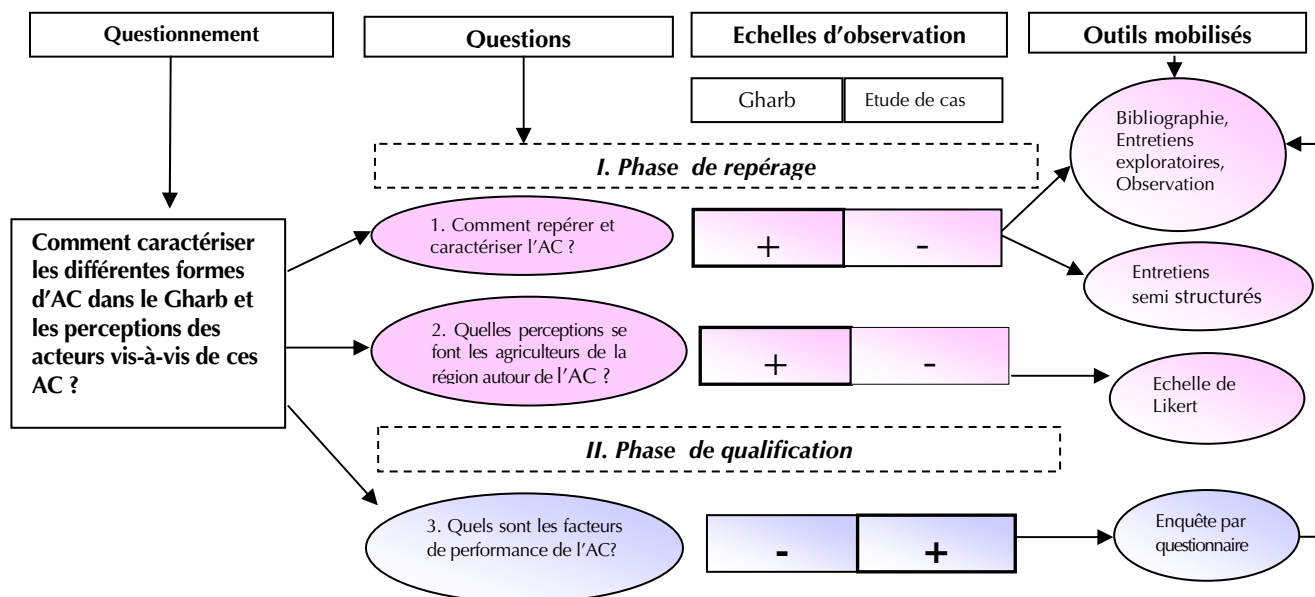 Questionnement
Questions
Echelles d'observation
Outils mobilisés
Gharb
Etude de cas
Bibliographie,
Entretiens
exploratoires,
Observation
I. Phase de repérage
1. Comment repérer et
caractériser l'AC ?
+
-
Comment caractériser
les différentes formes
d'AC dans le Gharb et
les perceptions des
acteurs vis-à-vis de ces
AC ?
Entretiens
semi structurés
2. Quelles perceptions se
font les agriculteurs de la
région autour de l'AC ?
+
-
Echelle de
Likert
II. Phase de qualification
3. Quels sont les facteurs
de performance de l'AC?
-
+
Enquête par
questionnaire